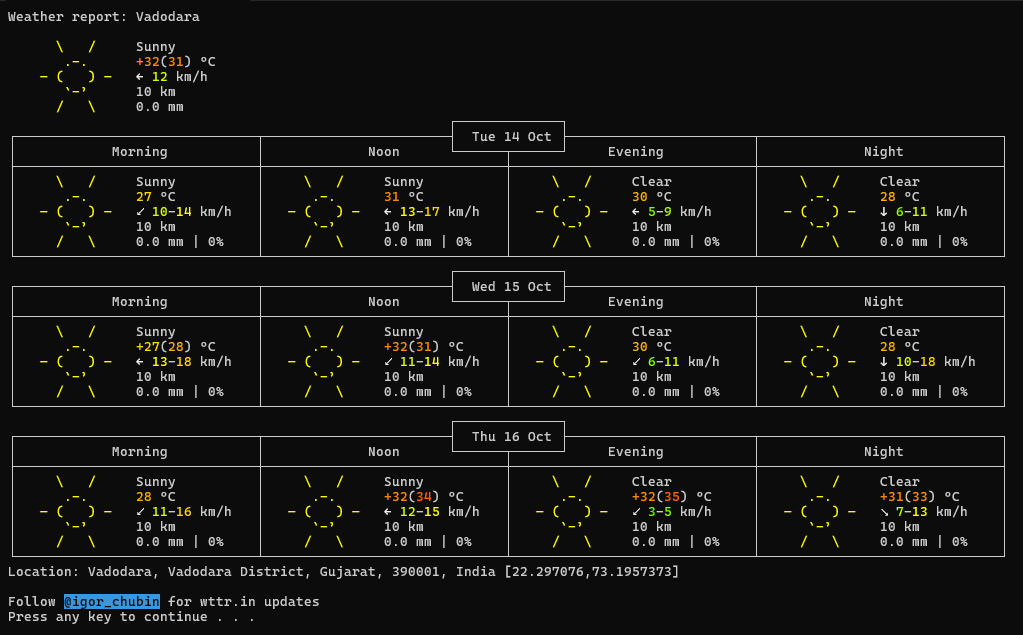 Weather report: Vadodara
Sunny
+32(31) °C
← 12 km/h
10 km
0.0 mm
Tue 14 Oct
Morning Noon Evening Night
Sunny Sunny Clear Clear
27 °C 31 °C 30 °C 28 °C
↙ 10-14 km/h ← 13-17 km/h ← 5-9 km/h ↓ 6-11 km/h
10 km 10 km 10 km 10 km
0.0 mm | 0% 0.0 mm | 0% 0.0 mm | 0% 0.0 mm | 0%
Wed 15 Oct
Morning Noon Evening Night
Sunny Sunny Clear Clear
+27(28) °C +32(31) °C 30 °C 28 °C
← 13-18 km/h ↙ 11-14 km/h ↙ 6-11 km/h ↓ 10-18 km/h
10 km 10 km 10 km 10 km
0.0 mm | 0% 0.0 mm | 0% 0.0 mm | 0% 0.0 mm | 0%
Thu 16 Oct
Morning Noon Evening Night
Sunny Sunny Clear Clear
28 °C +32(34) °C +32(35) °C +31(33) °C
↙ 11-16 km/h ← 12-15 km/h ↙ 3-5 km/h ↘ 7-13 km/h
10 km 10 km 10 km 10 km
0.0 mm | 0% 0.0 mm | 0% 0.0 mm | 0% 0.0 mm | 0%
Location: Vadodara, Vadodara District, Gujarat, 390001, India [22.297076,73.1957373]
Follow @igor_chubin for wttr.in updates
Press any key to continue . . .